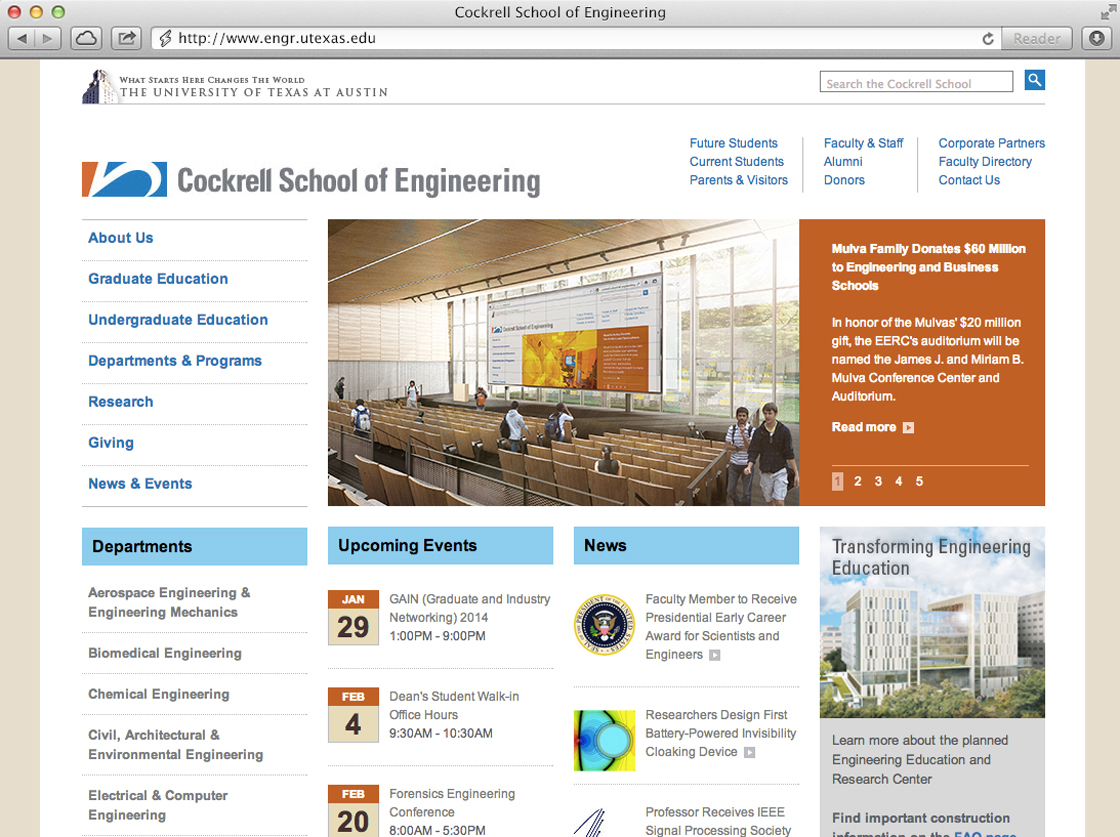 Cockrell School of Engineering
http://www.engr.utexas.edu
Reader
WHAT STARTS HERE CHANGES THE WORLD
THE UNIVERSITY OF TEXAS AT AUSTIN
Search the Cockrell School
Future Students
Current Students
Parents & Visitors
Faculty & Staff
Alumni
Donors
Corporate Partners
Faculty Directory
Contact Us
Cockrell School of Engineering
About Us
Graduate Education
Undergraduate Education
Departments & Programs
Research
Giving
News & Events
Cockrell School of Engineering
Mulva Family Donates $60 Million
to Engineering and Business
Schools
In honor of the Mulvas' $20 million
gift, the EERC's auditorium will be
named the James J. and Miriam B.
Mulva Conference Center and
Auditorium.
Read more
1 2 3 4 5
Departments
Aerospace Engineering &
Engineering Mechanics
Biomedical Engineering
Chemical Engineering
Civil, Architectural &
Environmental Engineering
Electrical & Computer
Engineering
Upcoming Events
JAN
29
GAIN (Graduate and Industry
Networking) 2014
1:00PM - 9:00PM
FEB
4
Dean's Student Walk-in
Office Hours
9:30AM - 10:30AM
FEB
20
Forensics Engineering
Conference
8:00AM - 5:30PM
News
Faculty Member to Receive
Presidential Early Career
Award for Scientists and
Engineers
Researchers Design First
Battery-Powered Invisibility
Cloaking Device
Professor Receives IEEE
Signal Processing Society
Transforming Engineering
Education
Learn more about the planned
Engineering Education and
Research Center
Find important construction
information on the FAQ page